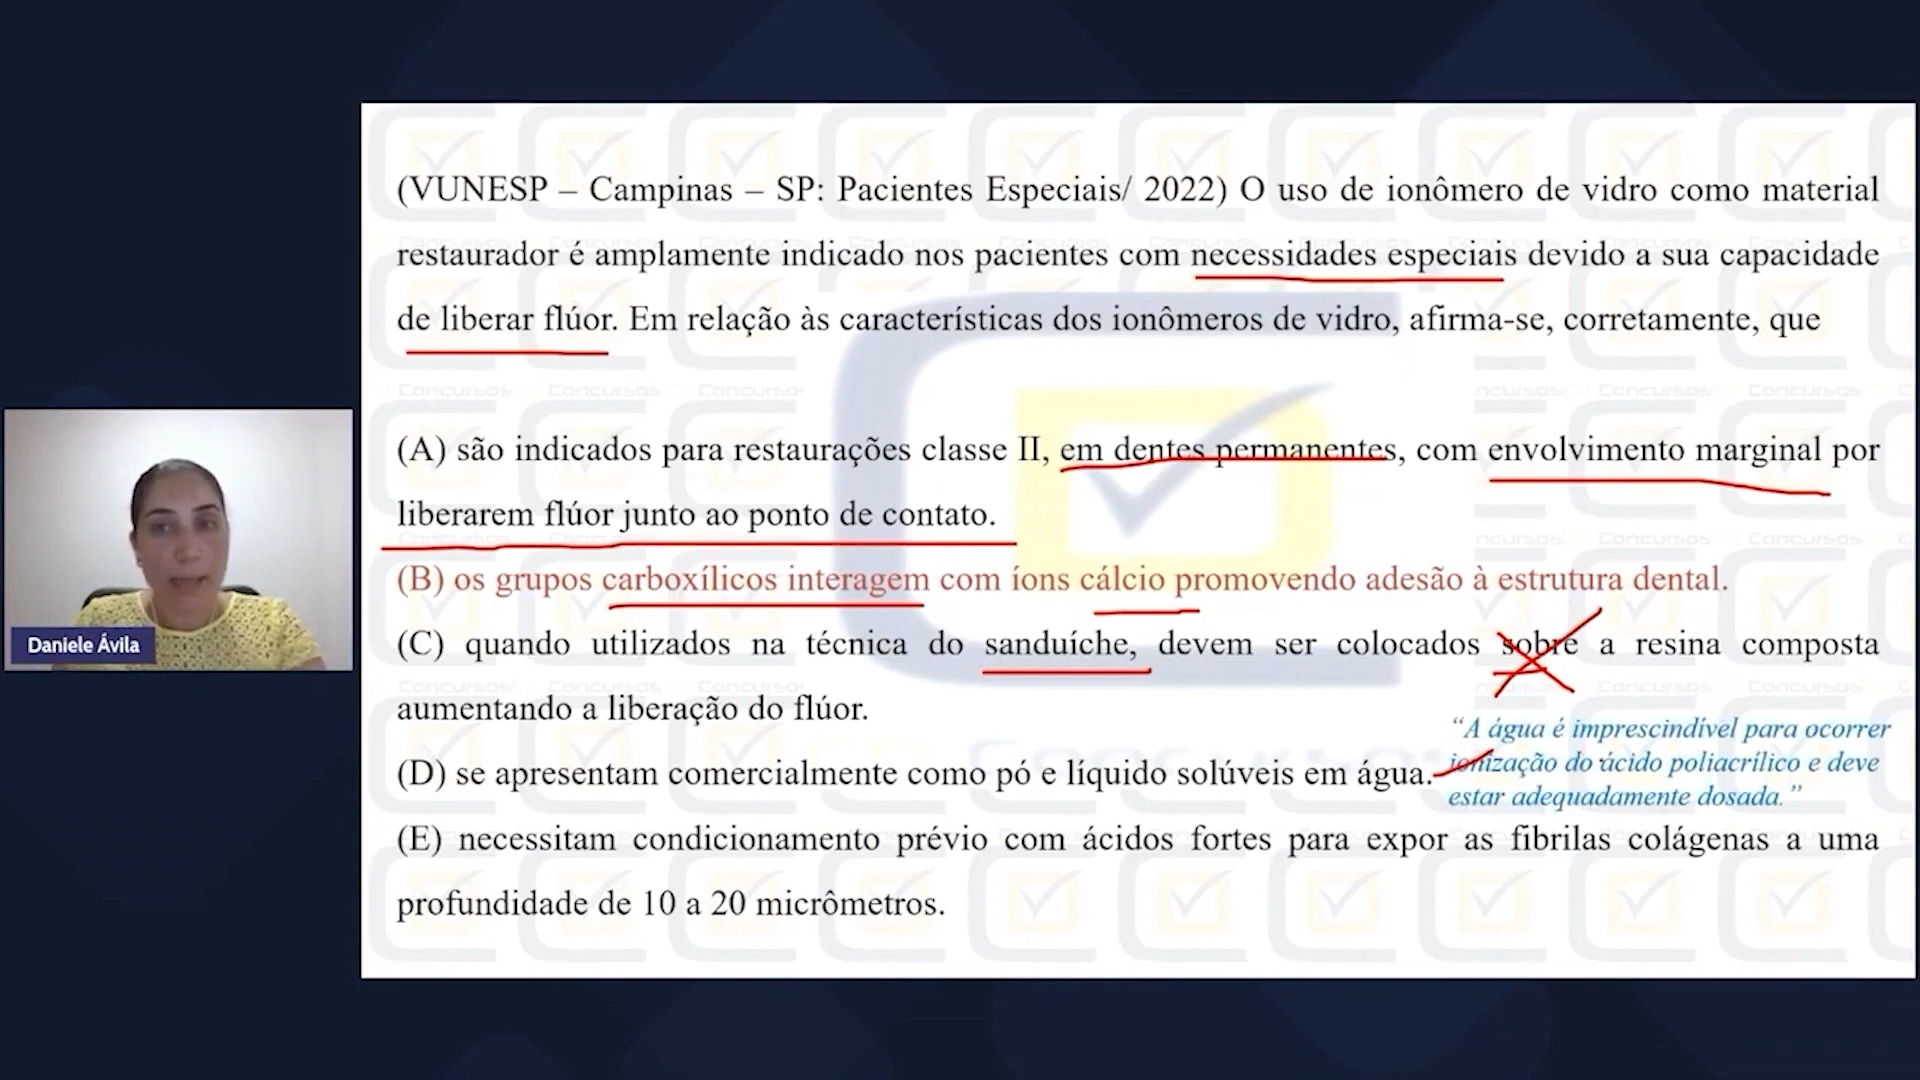 (VUNESP – Campinas – SP: Pacientes Especiais/ 2022) O uso de ionômero de vidro como material
restaurador é amplamente indicado nos pacientes com necessidades especiais devido a sua capacidade
de liberar flúor. Em relação às características dos ionômeros de vidro, afirma-se, corretamente, que
(A) são indicados para restaurações classe II, em dentes permanentes, com envolvimento marginal por
liberarem flúor junto ao ponto de contato.
(B) os grupos carboxílicos interagem com íons cálcio promovendo adesão à estrutura dental.
(C) quando utilizados na técnica do sanduíche, devem ser colocados sobre a resina composta
aumentando a liberação do flúor.
(D) se apresentam comercialmente como pó e líquido solúveis em água.
“A água é imprescindível para ocorrer
ionização do ácido poliacrílico e deve
estar adequadamente dosada.”
(E) necessitam condicionamento prévio com ácidos fortes para expor as fibrilas colágenas a uma
profundidade de 10 a 20 micrômetros.
Daniele Ávila